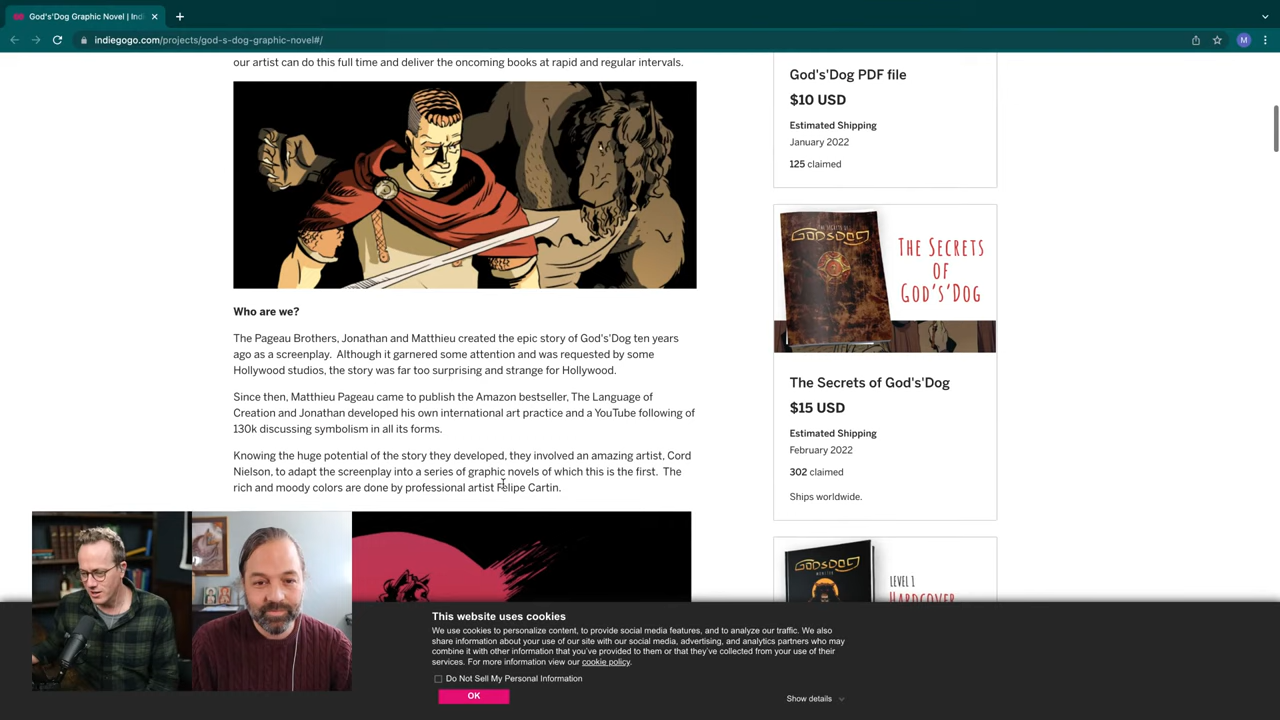 God's'Dog Graphic Novel | Indi
indiegogo.com/projects/god-s-dog-graphic-novel#/
M
our artist can do this full time and deliver the oncoming books at rapid and regular intervals.
Who are we?
The Pageau Brothers, Jonathan and Matthieu created the epic story of God's'Dog ten years
ago as a screenplay. Although it garnered some attention and was requested by some
Hollywood studios, the story was far too surprising and strange for Hollywood.
Since then, Matthieu Pageau came to publish the Amazon bestseller, The Language of
Creation and Jonathan developed his own international art practice and a YouTube following of
130k discussing symbolism in all its forms.
Knowing the huge potential of the story they developed, they involved an amazing artist, Cord
Nielson, to adapt the screenplay into a series of graphic novels of which this is the first. The
rich and moody colors are done by professional artist Felipe Cartin.
God's'Dog PDF file
$10 USD
Estimated Shipping
January 2022
125 claimed
GODSDOG
THE SECRETS
OF
GOD'S'DOG
The Secrets of God's'Dog
$15 USD
Estimated Shipping
February 2022
302 claimed
Ships worldwide.
GODSDOG
MONSTER
LEVEL 1
HARDCOVER
This website uses cookies
We use cookies to personalize content, to provide social media features, and to analyze our traffic. We also
share information about your use of our site with our social media, advertising, and analytics partners who may
combine it with other information that you've provided to them or that they've collected from your use of their
services. For more information view our cookie policy.
Do Not Sell My Personal Information
OK
Show details